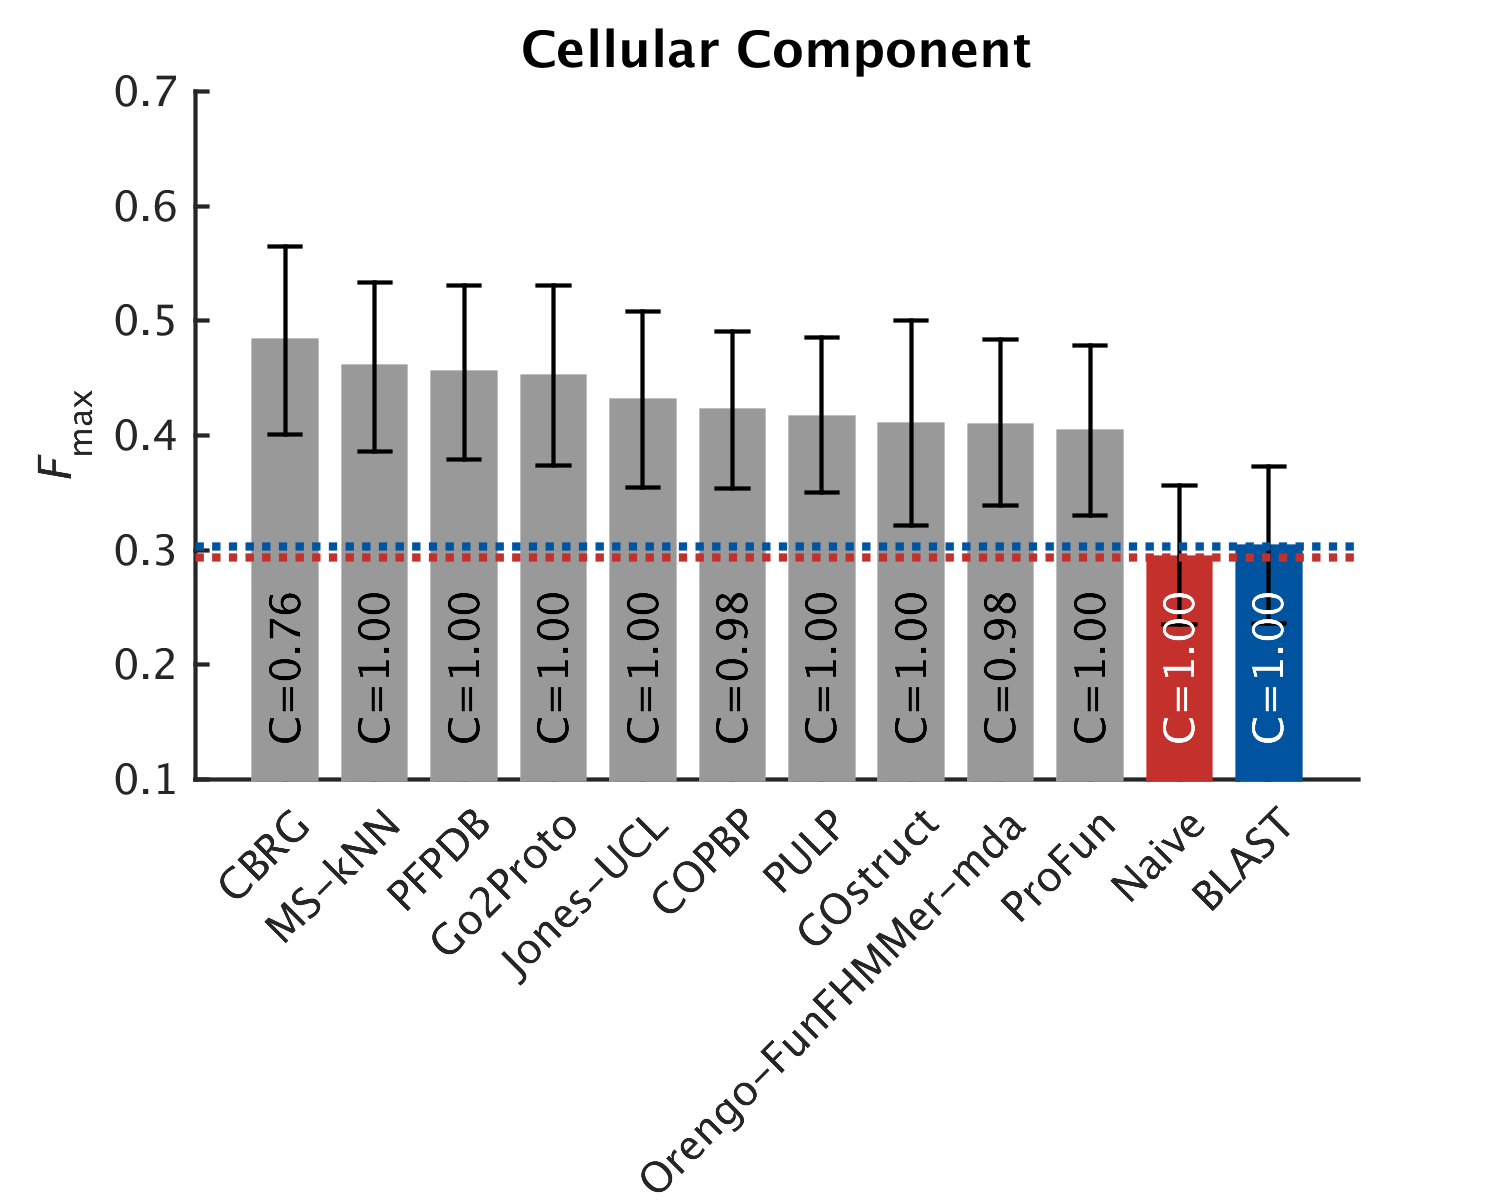 Cellular Component
0.7
0.6
0.5
0.4
0.3
0.2
0.1
Fmax
C=0.76
C=1.00
C=1.00
C=1.00
C=1.00
C=0.98
C=1.00
C=1.00
C=0.98
C=1.00
C=1.00
C=1.00
CBRG
MS-kNN
PFPDB
Go2Proto
Jones-UCL
COPBP
PULP
GOstruct
Orengo-FunFHMMer-mda
ProFun
Naive
BLAST